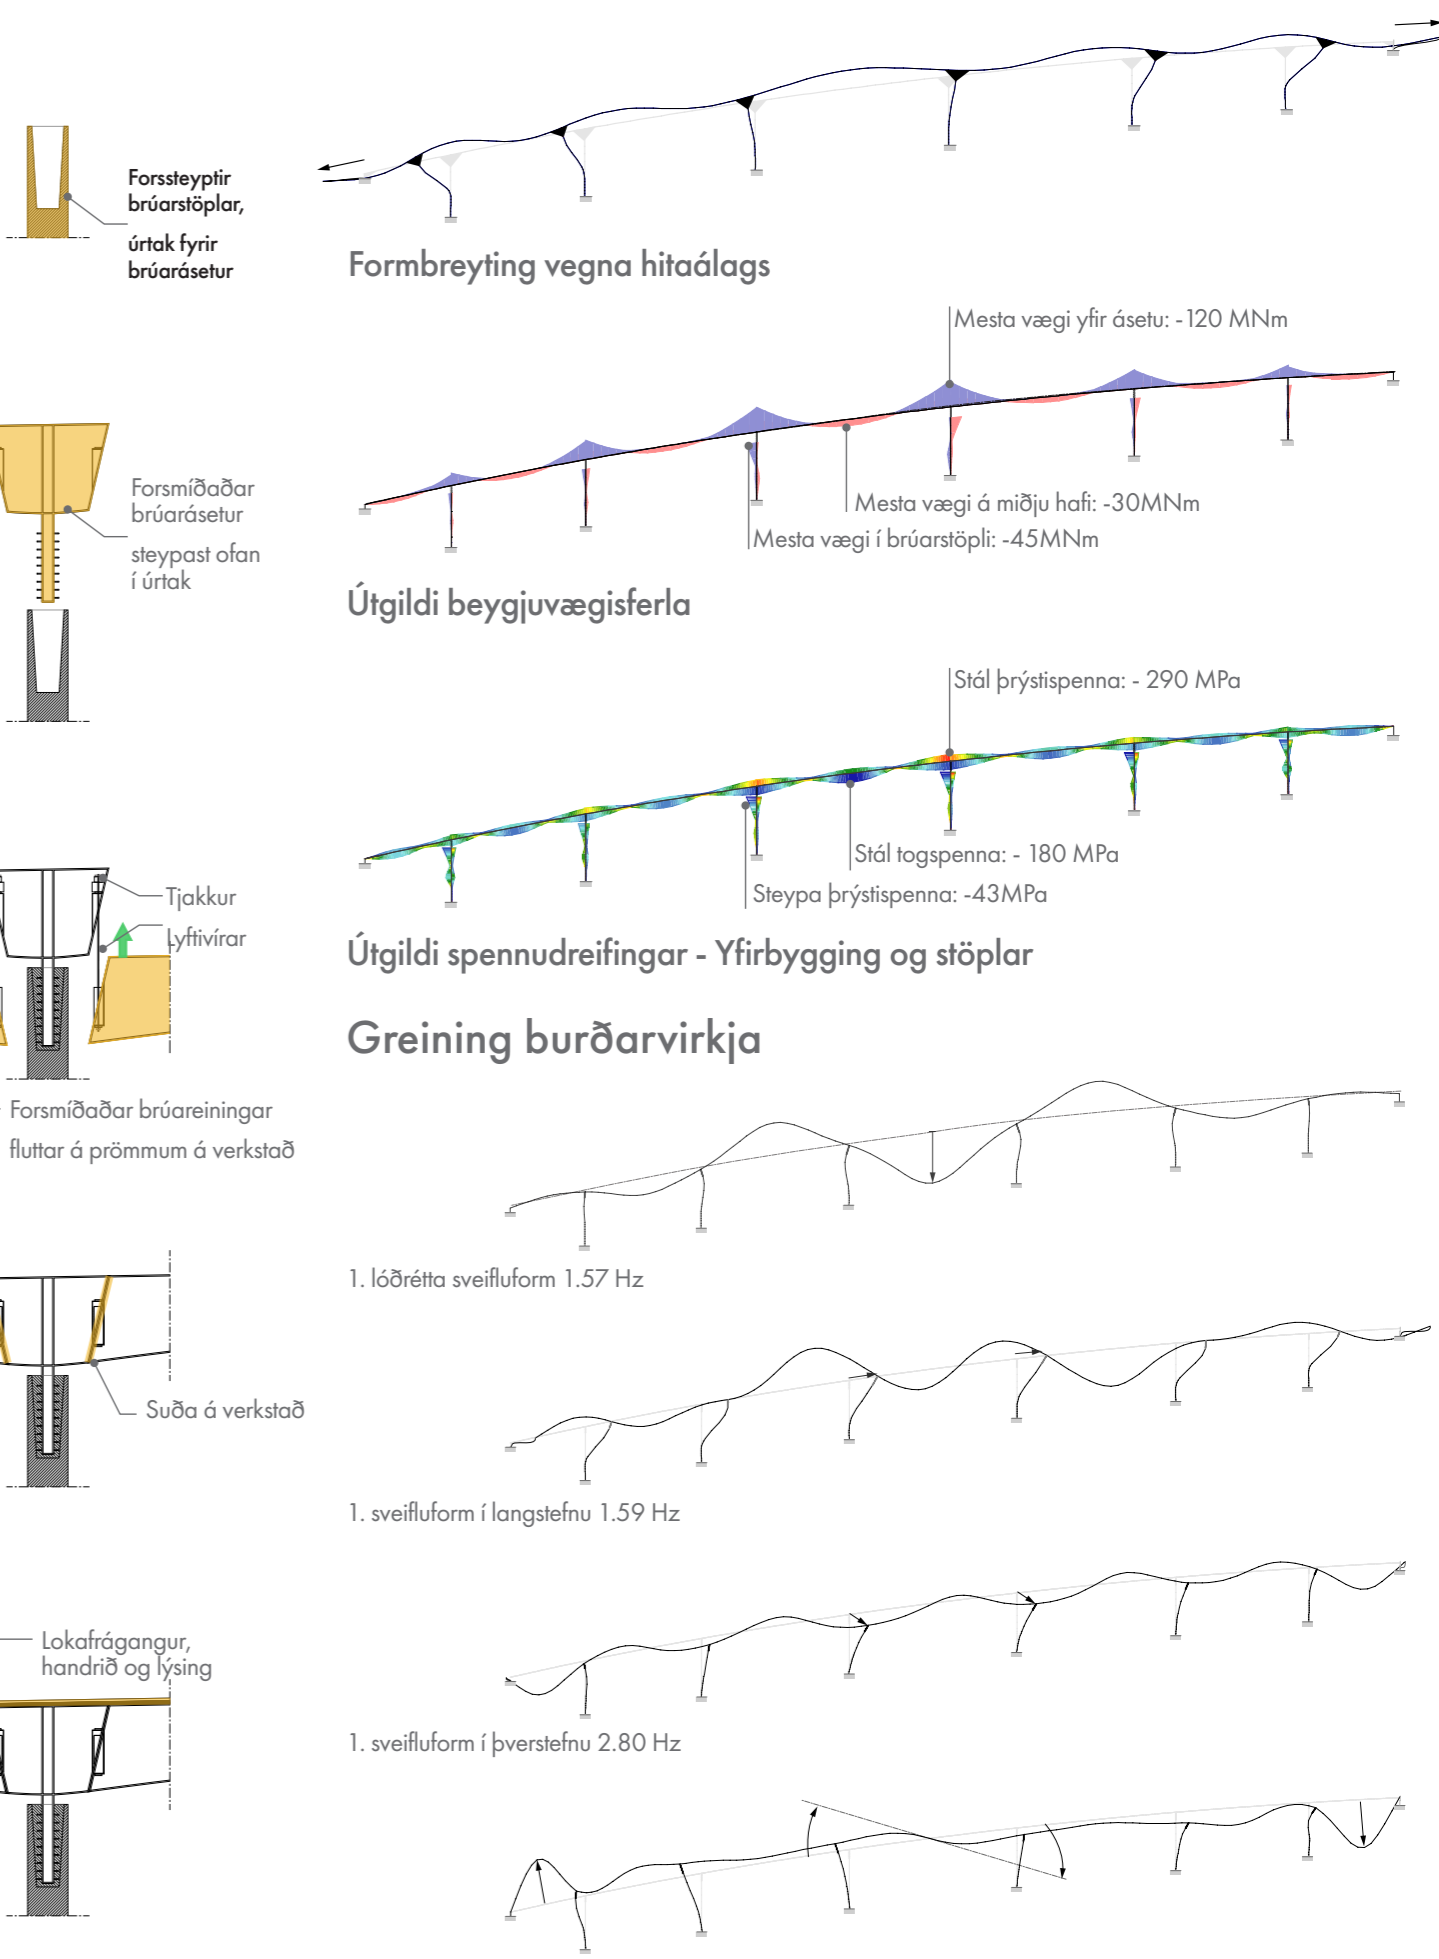 Forssteyptir
brúarstöplar,
úrtak fyrir
brúarásetur
Forsmíðaðar
brúarásetur
steypast ofan
í úrtak
Tjakkur
Lyftivírar
Forsmíðaðar brúareiningar
fluttar á prömmum á verkstað
Suða á verkstað
Lokafrágangur,
handrið og lýsing
Formbreyting vegna hitaálags
Mesta vægi yfir ásetu: -120 MNm
Mesta vægi á miðju hafi: -30MNm
Mesta vægi í brúarstöpli: -45MNm
Útgildi beygjuvægisferla
Stál þrýstispenna: - 290 MPa
Stál togspenna: - 180 MPa
Steypa þrýstispenna: -43MPa
Útgildi spennudreifingar - Yfirbygging og stöplar
Greining burðarvirkja
1. lóðrétta sveifluform 1.57 Hz
1. sveifluform í langstefnu 1.59 Hz
1. sveifluform í þverstefnu 2.80 Hz